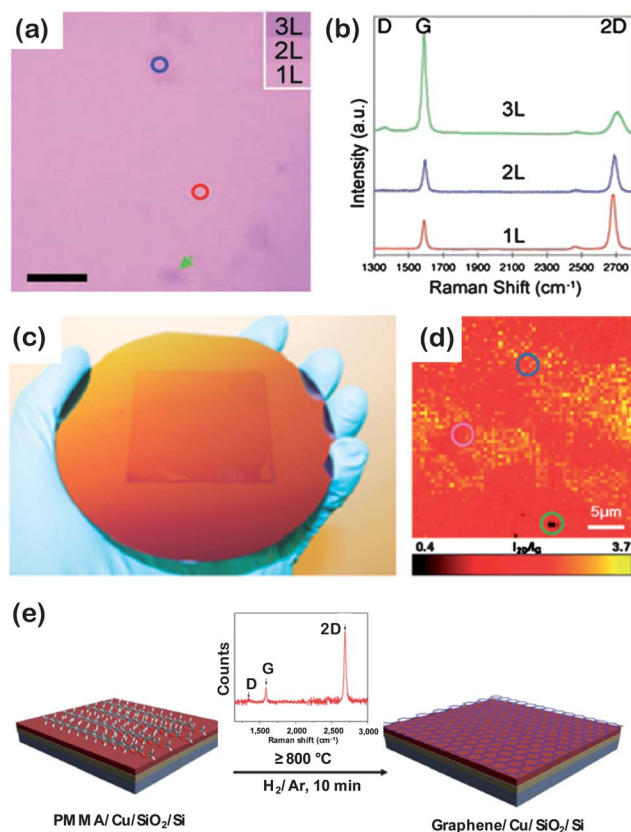 (a)
3L
2L
1L
(b)
D G 2D
3L
2L
1L
Intensity (a.u.)
1300 1500 1700 1900 2100 2300 2500 2700
Raman Shift (cm⁻¹)
(c)
(d)
5μm
0.4 I2D/IG 3.7
(e)
2D
G
D
Counts
1,500 2,000 2,500 3,000
Raman shift (cm⁻¹)
≥ 800 °C
H₂/ Ar, 10 min
PMMA/ Cu/SiO₂/Si
Graphene/ Cu/ SiO₂/ Si